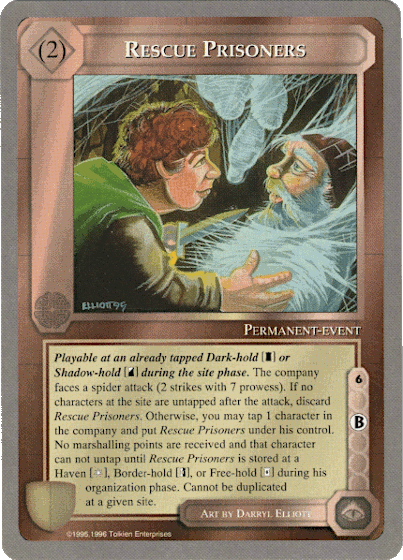 (2)
RESCUE PRISONERS
ELLIOTT 95
PERMANENT-EVENT
Playable at an already tapped Dark-hold [] or
Shadow-hold [] during the site phase. The company
faces a spider attack (2 strikes with 7 prowess). If no
characters at the site are untapped after the attack, discard
Rescue Prisoners. Otherwise, you may tap 1 character
in the company and put Rescue Prisoners under his control.
No marshalling points are received and that character
can not untap until Rescue Prisoners is stored at a
Haven [], Border-hold [], or Free-hold [] during his
organization phase. Cannot be duplicated
at a given site.
6
B
ART BY DARRYL ELLIOTT
©1995,1996 Tolkien Enterprises